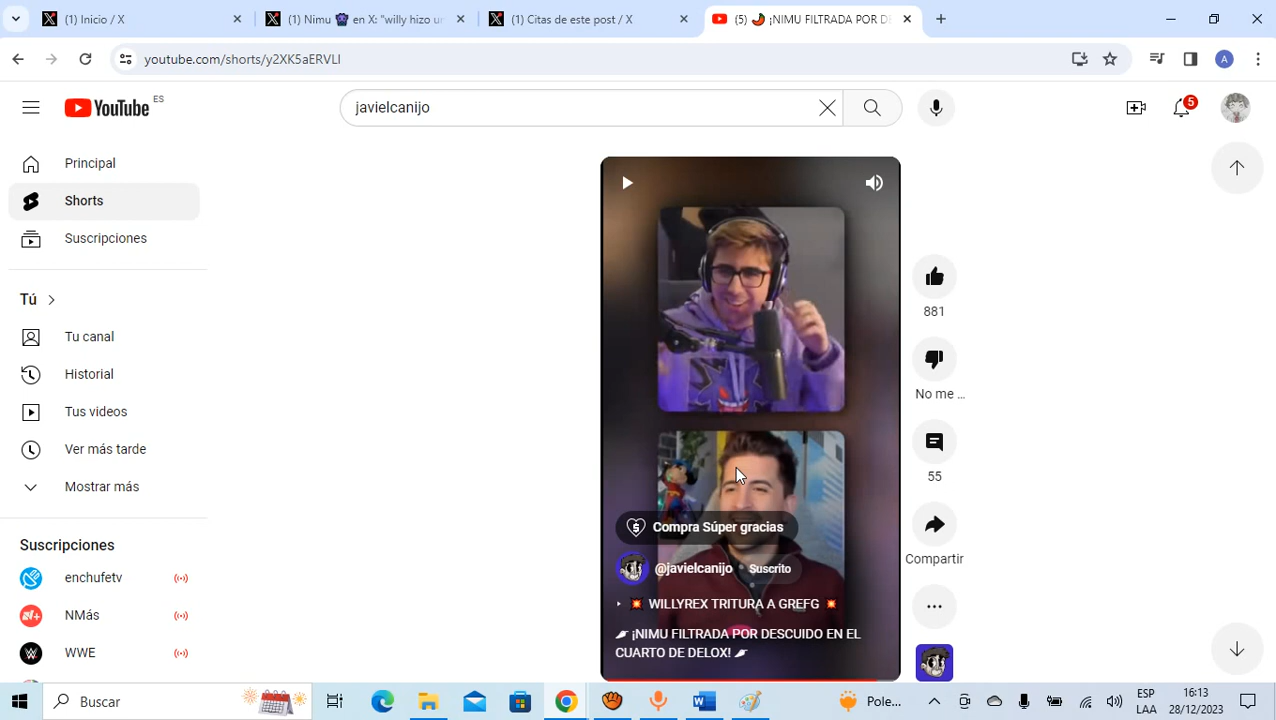 (1) Inicio / X
(1) Nimu 😈 en X: "willy hizo un
(1) Citas de este post / X
(5) 🌶️ ¡NIMU FILTRADA POR DE
youtube.com/shorts/y2XK5aERVLI
A
YouTube ES
javielcanijo
5
Principal
Shorts
Suscripciones
Tú
Tu canal
Historial
Tus videos
Ver más tarde
Mostrar más
Suscripciones
enchufetv
NMás
WWE
881
No me ...
55
Compartir
Compra Súper gracias
@javielcanijo
Suscrito
‣ 💥 WILLYREX TRITURA A GREFG 💥
¡NIMU FILTRADA POR DESCUIDO EN EL
CUARTO DE DELOX!
Buscar
Pole...
ESP
LAA
16:13
28/12/2023